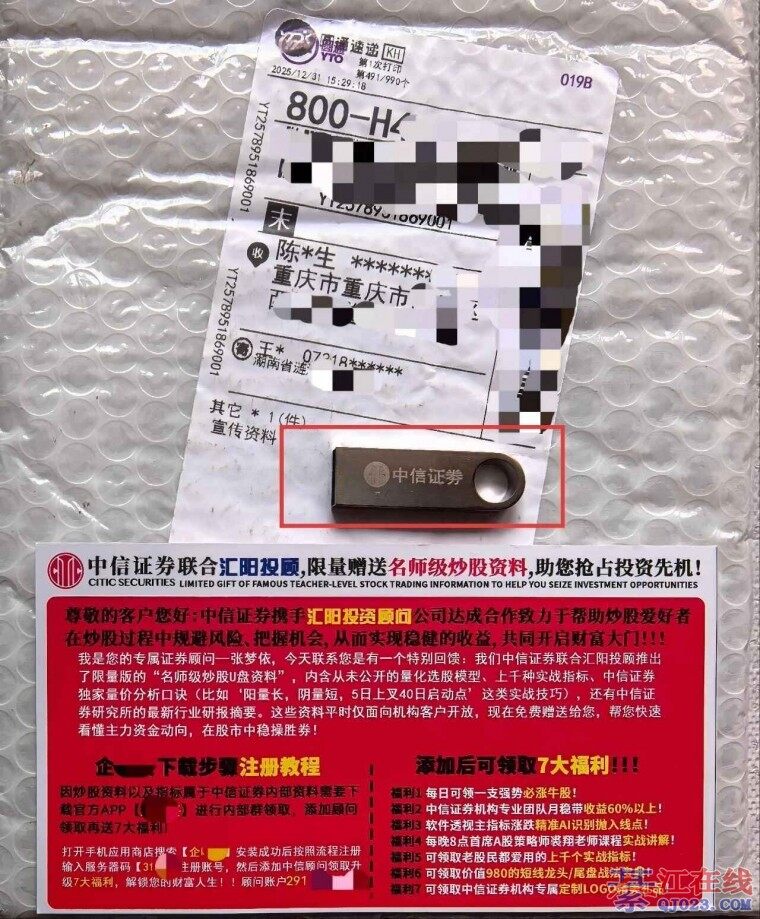 圆通速递 KH
YTO
第1次打印
第491/990个
2025/12/31 15:29:18
019B
800-H
YT2578951869001
YT2578951869001
YT2578951869001
末
收 陈*生 *******
重庆市重庆市
寄 王* 07318******
湖南省涟
其它 * 1(件)
宣传资料
中信证券
中信证券联合汇阳投顾,限量赠送名师级炒股资料,助您抢占投资先机!
CITIC SECURITIES LIMITED GIFT OF FAMOUS TEACHER-LEVEL STOCK TRADING INFORMATION TO HELP YOU SEIZE INVESTMENT OPPORTUNITIES
尊敬的客户您好:中信证券携手汇阳投资顾问公司达成合作致力于帮助炒股爱好者
在炒股过程中规避风险、把握机会,从而实现稳健的收益,共同开启财富大门!!!
我是您的专属证券顾问一张梦依,今天联系您是有一个特别回馈:我们中信证券联合汇阳投顾推出
了限量版的“名师级炒股U盘资料”,内含从未公开的量化选股模型、上千种实战指标、中信证券
独家量价分析口诀（比如‘阳量长，阴量短，5日上叉40日启动点’这类实战技巧）,还有中信证
券研究所的最新行业研报摘要。这些资料平时仅面向机构客户开放，现在免费赠送给您，帮您快速
看懂主力资金动向，在股市中稳操胜券!
企 下载步骤注册教程
因炒股资料以及指标属于中信证券内部资料需要下
载官方APP【 】进行内部群领取、添加顾问
领取再送7大福利
打开手机应用商店搜索【企 安装成功后按照流程注册
输入服务器码【31 注册账号，然后添加中信顾问领取升
级7大福利，解锁您的财富人生!！顾问账户291
添加后可领取7大福利!!!
福利1 每日可领一支强势必涨牛股!
福利2 中信证券机构专业团队月稳带收益60%以上!
福利3 软件透视主指标涨跌精准AI识别抛入线点!
福利4 每晚8点首席A股策略师裘翔老师课程实战讲解!
福利5 可领取老股民都爱用的上千个实战指标!
福利6 可领取价值980的短线龙头/尾盘战法
福利7 可领取中信证券机构专属定制LOGO
綦江在线
QJ023.COM